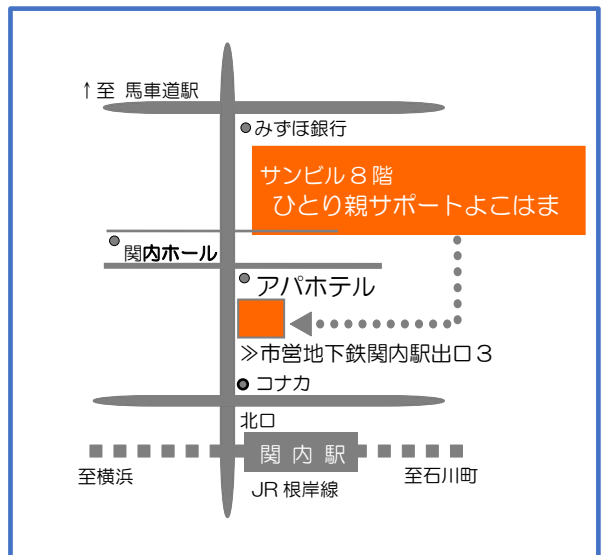 ↑至 馬車道駅
みずほ銀行
サンビル8階
ひとり親サポートよこはま
関内ホール
アパホテル
≫市営地下鉄関内駅出口3
コナカ
北口
関内駅
至横浜
至石川町
JR根岸線